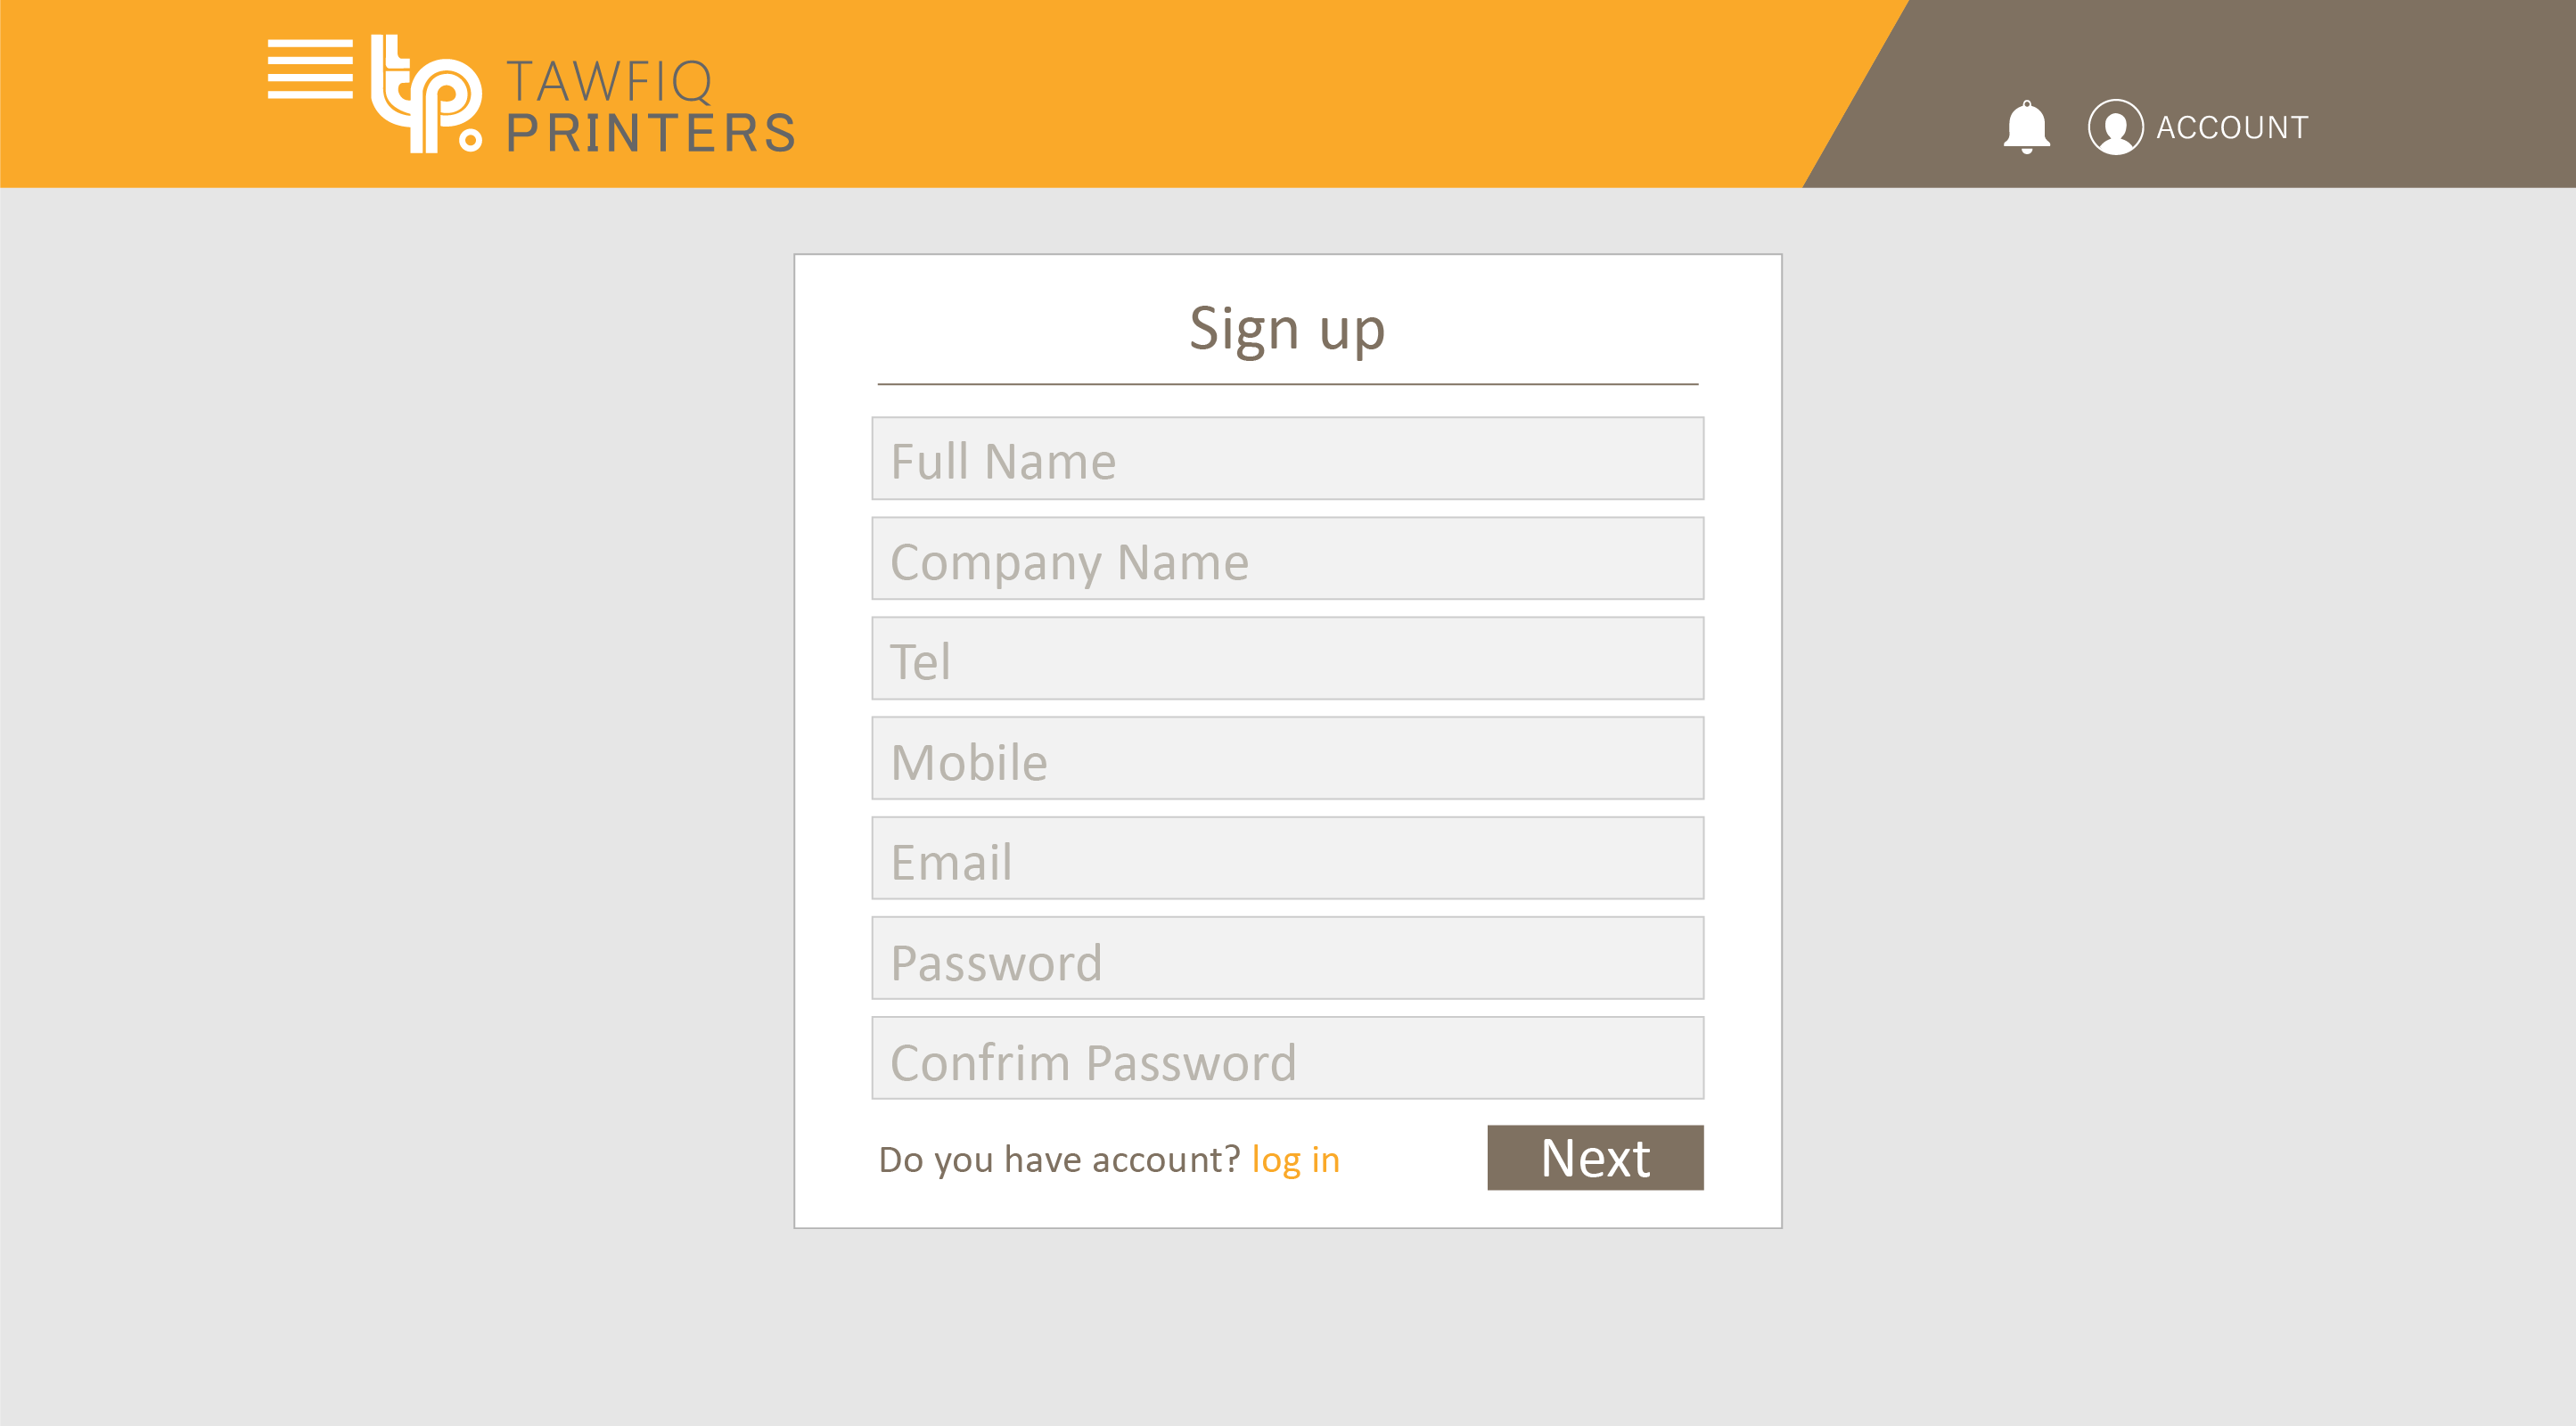 TAWFIQ
PRINTERS
ACCOUNT
Sign up
Full Name
Company Name
Tel
Mobile
Email
Password
Confrim Password
Do you have account? log in
Next